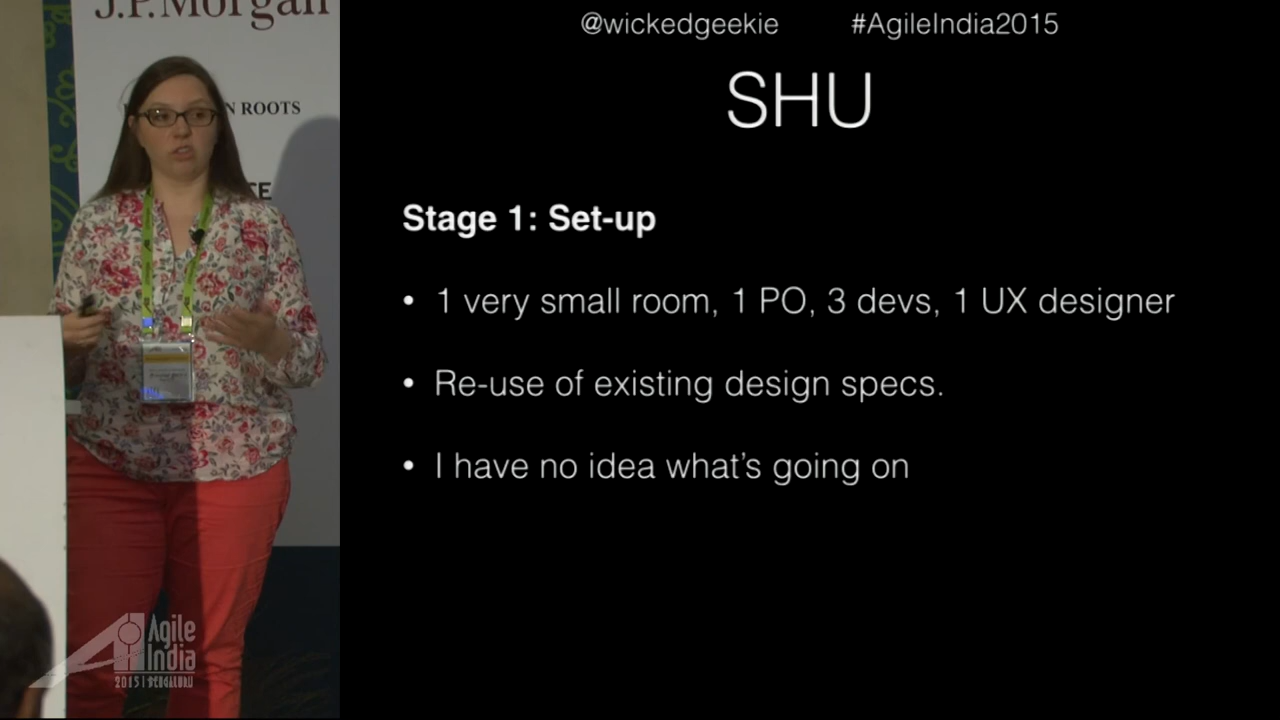 J.P.Morgan
N ROOTS
CE
@wickedgeekie #AgileIndia2015
SHU
Stage 1: Set-up
• 1 very small room, 1 PO, 3 devs, 1 UX designer
• Re-use of existing design specs.
• I have no idea what's going on
Agile
India
2015 | BENGALURU